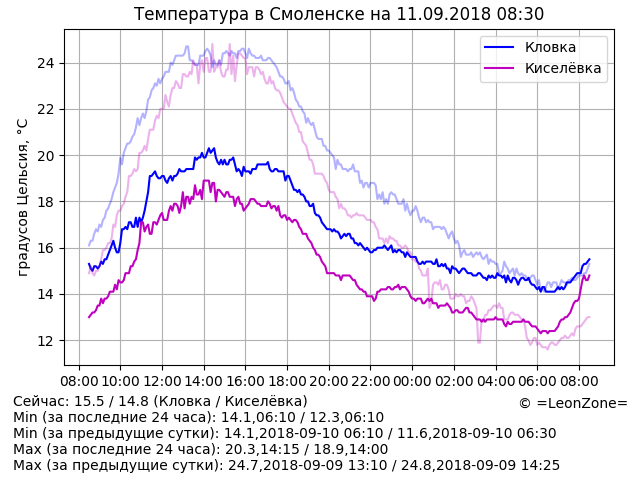 Температура в Смоленске на 11.09.2018 08:30
Кловка
Киселёвка
градусов Цельсия, °C
24
22
20
18
16
14
12
08:00 10:00 12:00 14:00 16:00 18:00 20:00 22:00 00:00 02:00 04:00 06:00 08:00
Сейчас: 15.5 / 14.8 (Кловка / Киселёвка)
© =LeonZone=
Min (за последние 24 часа): 14.1,06:10 / 12.3,06:10
Min (за предыдущие сутки): 14.1,2018-09-10 06:10 / 11.6,2018-09-10 06:30
Max (за последние 24 часа): 20.3,14:15 / 18.9,14:00
Max (за предыдущие сутки): 24.7,2018-09-09 13:10 / 24.8,2018-09-09 14:25